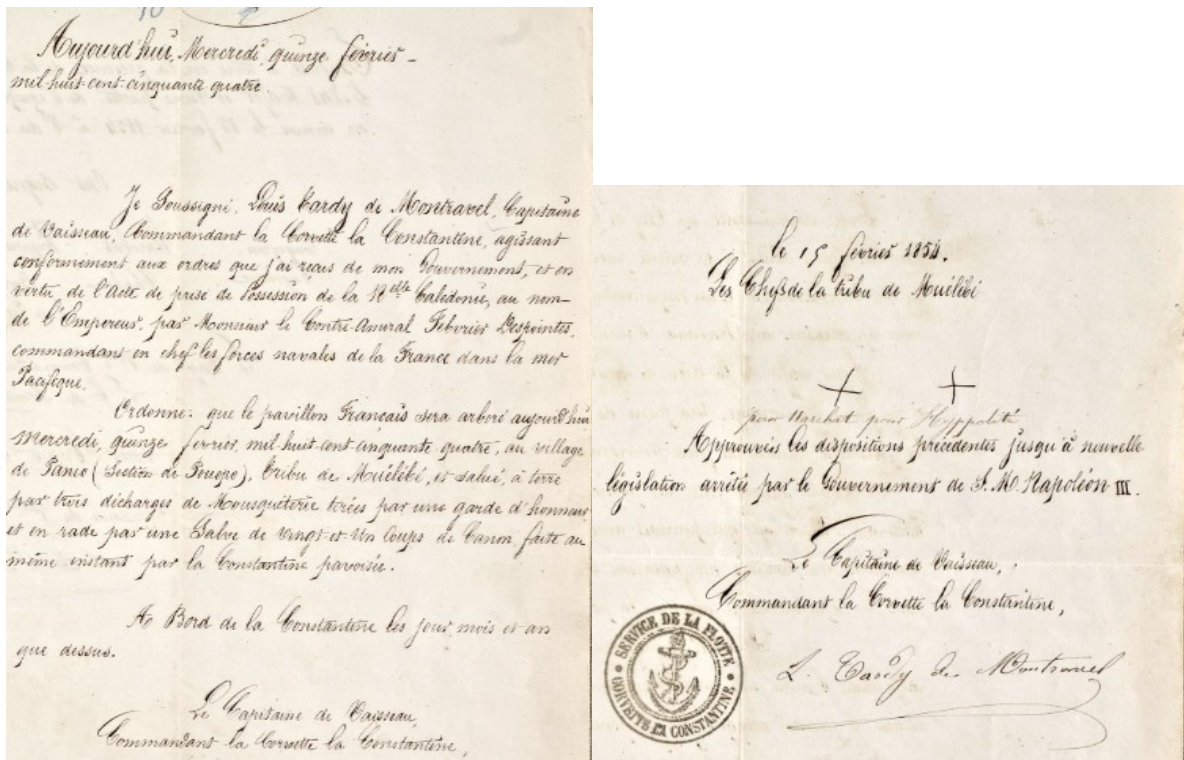 10
Aujourd'hui, Mercredi, quinze février -
mil-huit-cent-cinquante quatre
Je Soussigné, Louis Tardy de Montravel, Capitaine
de Vaisseau, Commandant la Corvette la Constantine, agissant
conformement aux ordres que j'ai reçus de mon Gouvernement, et en
vertu de l'Acte de prise de Possession de la Nelle Calédonie, au nom-
de l'Empereur, par Monsieur le Contre-Amiral Febvrier Despointes,
commandant en chef les forces navales de la France dans la mer
Pacifique.
Ordonne: que le pavillon Français sera arboré aujourd'hui
Mercredi, quinze février, mil huit-cent-cinquante quatre, au village
de Panio (Section de Pouepo), Tribu de Muélébé, et salué, à terre
par trois décharges de Mousquéterie tirées par une garde d'honneur
et en rade par une Salve de vingt-et-Un Coups de Canon faite au
même instant par la Constantine pavoisée.
A Bord de la Constantine les jour, mois et an
que dessus.
Le Capitaine de Vaisseau,
Commandant la Corvette la Constantine,
le 15 février 1854.
Les Chefs de la tribu de Muélébé
pour pour Hyppolite
Approuvés les dispositions précédentes jusqu'à nouvelle
législation arrêtée par le Gouvernement de S. M. Napoléon III.
Le Capitaine de Vaisseau,
Commandant la Corvette la Constantine,
L. Tardy de Montravel
SERVICE DE LA FLOTTE
CORVETTE LA CONSTANTINE